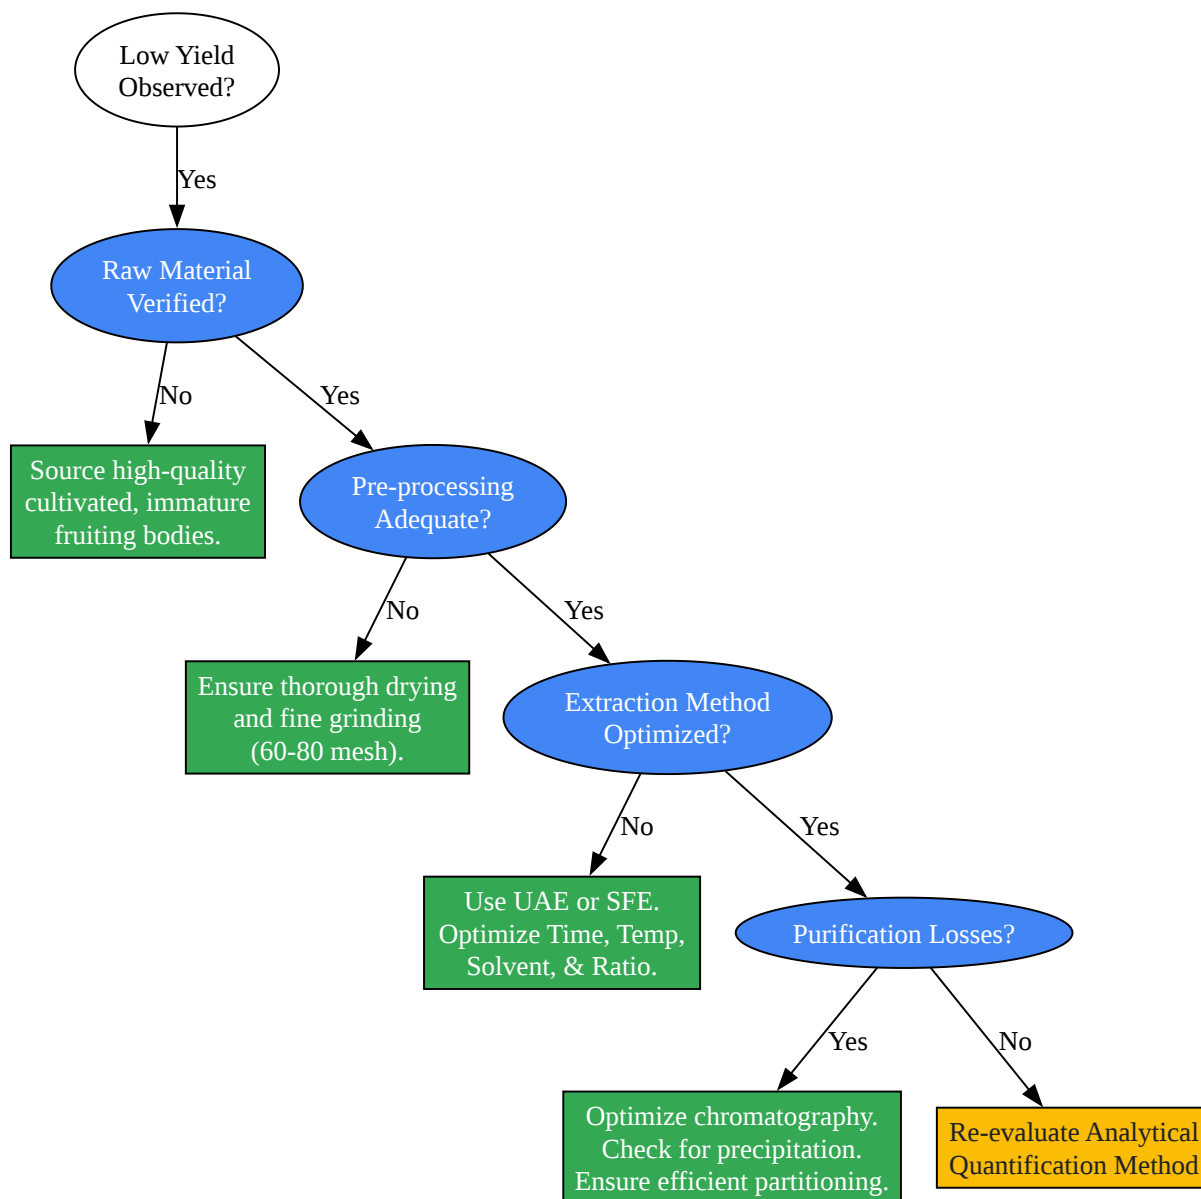 Low Yield
Observed?
Yes
Raw Material
Verified?
No
Yes
Source high-quality
cultivated, immature
fruiting bodies.
Pre-processing
Adequate?
No
Yes
Ensure thorough drying
and fine grinding
(60-80 mesh).
Extraction Method
Optimized?
No
Yes
Use UAE or SFE.
Optimize Time, Temp,
Solvent, & Ratio.
Purification Losses?
Yes
No
Optimize chromatography.
Check for precipitation.
Ensure efficient partitioning.
Re-evaluate Analytical
Quantification Method